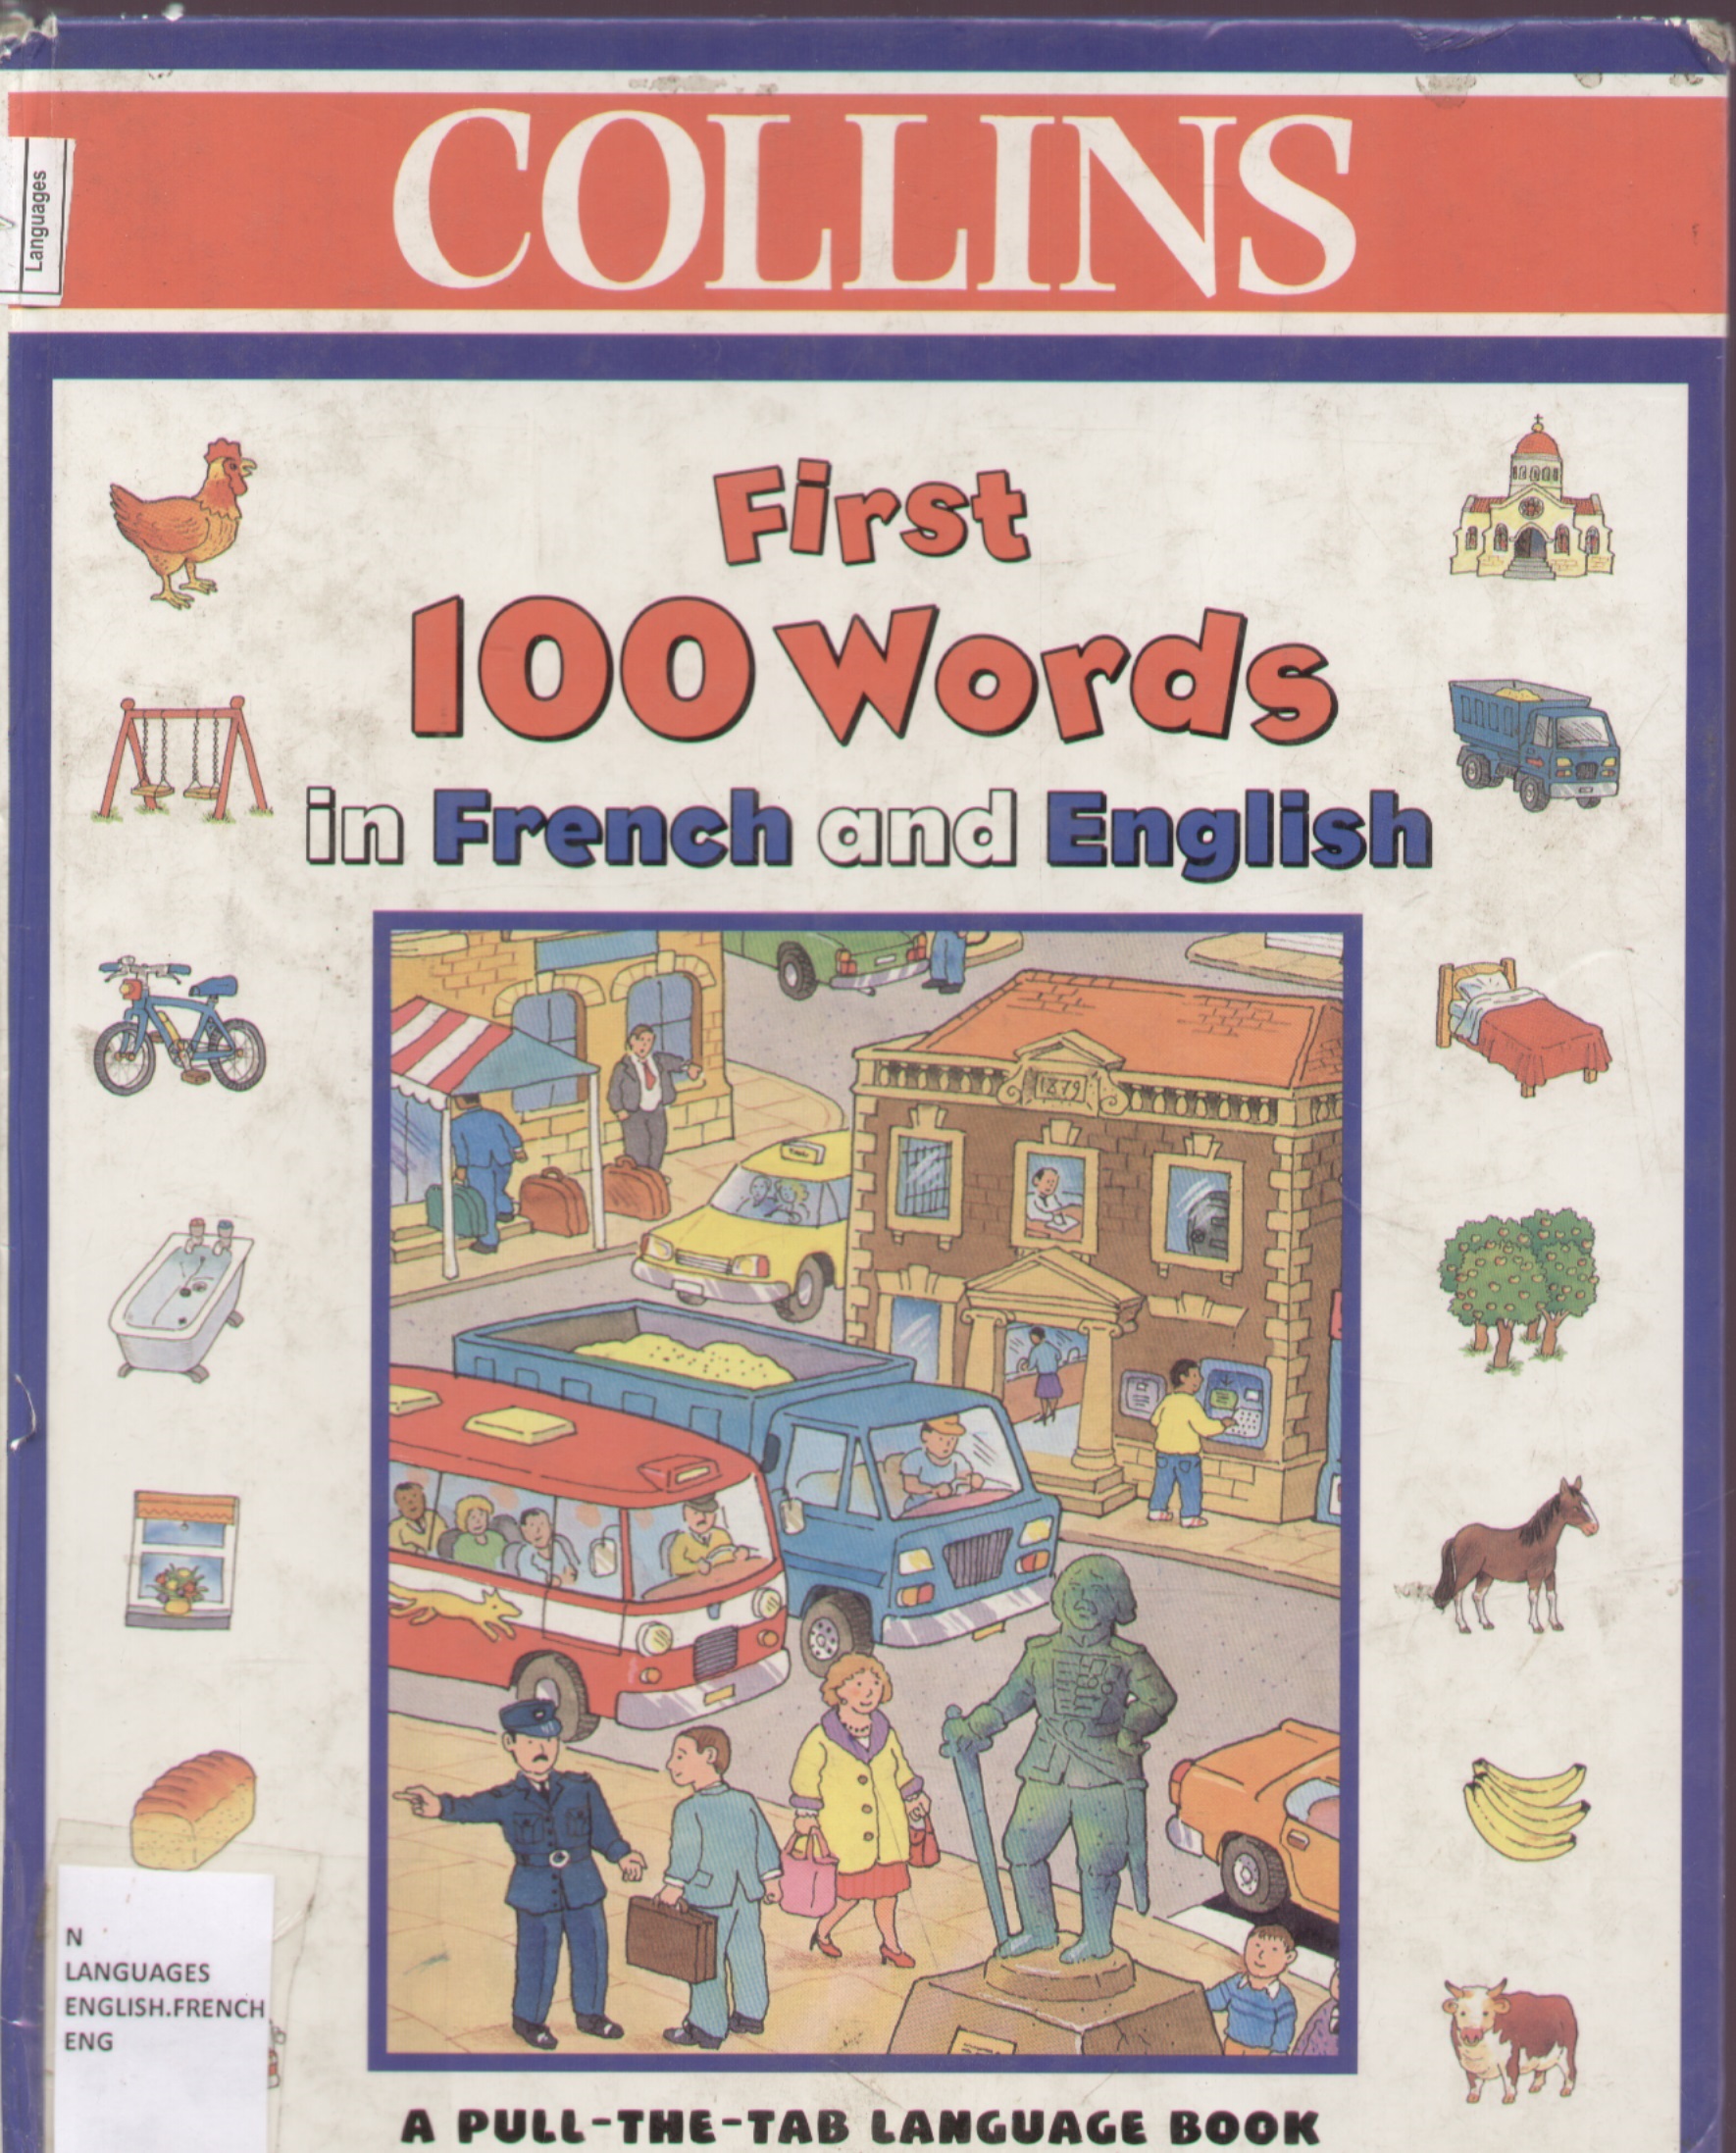 COLLINS
Languages
First
100 Words
in French and English
1879
N
LANGUAGES
ENGLISH.FRENCH
ENG
A PULL-THE-TAB LANGUAGE BOOK